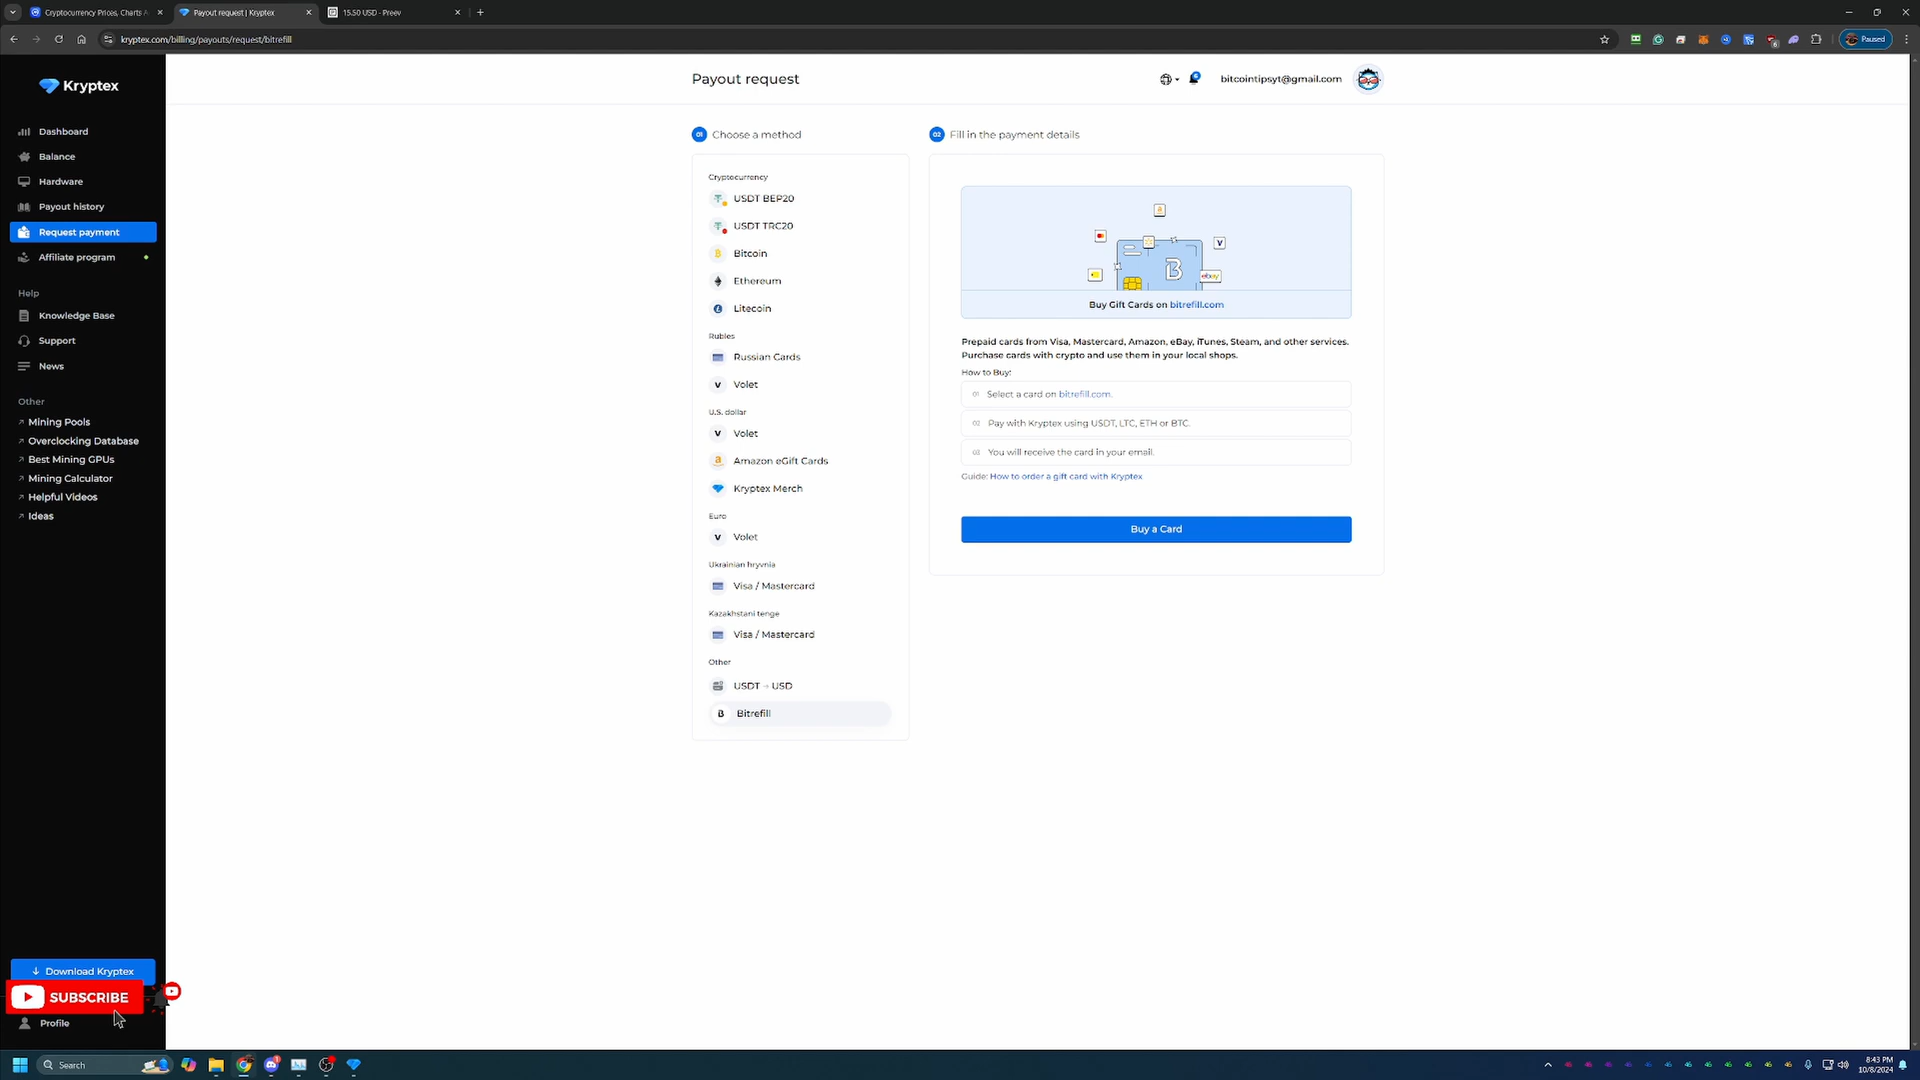 Cryptocurrency Prices, Charts A
Payout request | Kryptex
15.50 USD - Preev
kryptex.com/billing/payouts/request/bitrefill
Paused
Kryptex
Dashboard
Balance
Hardware
Payout history
Request payment
Affiliate program
Help
Knowledge Base
Support
News
Other
Mining Pools
Overclocking Database
Best Mining GPUs
Mining Calculator
Helpful Videos
Ideas
Download Kryptex
SUBSCRIBE
Profile
Payout request
bitcointipsyt@gmail.com
01 Choose a method
Cryptocurrency
USDT BEP20
USDT TRC20
Bitcoin
Ethereum
Litecoin
Rubles
Russian Cards
Volet
U.S. dollar
Volet
Amazon eGift Cards
Kryptex Merch
Euro
Volet
Ukrainian hryvnia
Visa / Mastercard
Kazakhstani tenge
Visa / Mastercard
Other
USDT → USD
Bitrefill
02 Fill in the payment details
ebay
Buy Gift Cards on bitrefill.com
Prepaid cards from Visa, Mastercard, Amazon, eBay, iTunes, Steam, and other services.
Purchase cards with crypto and use them in your local shops.
How to Buy:
01 Select a card on bitrefill.com.
02 Pay with Kryptex using USDT, LTC, ETH or BTC.
03 You will receive the card in your email.
Guide: How to order a gift card with Kryptex
Buy a Card
Search
8:43 PM
10/8/2024